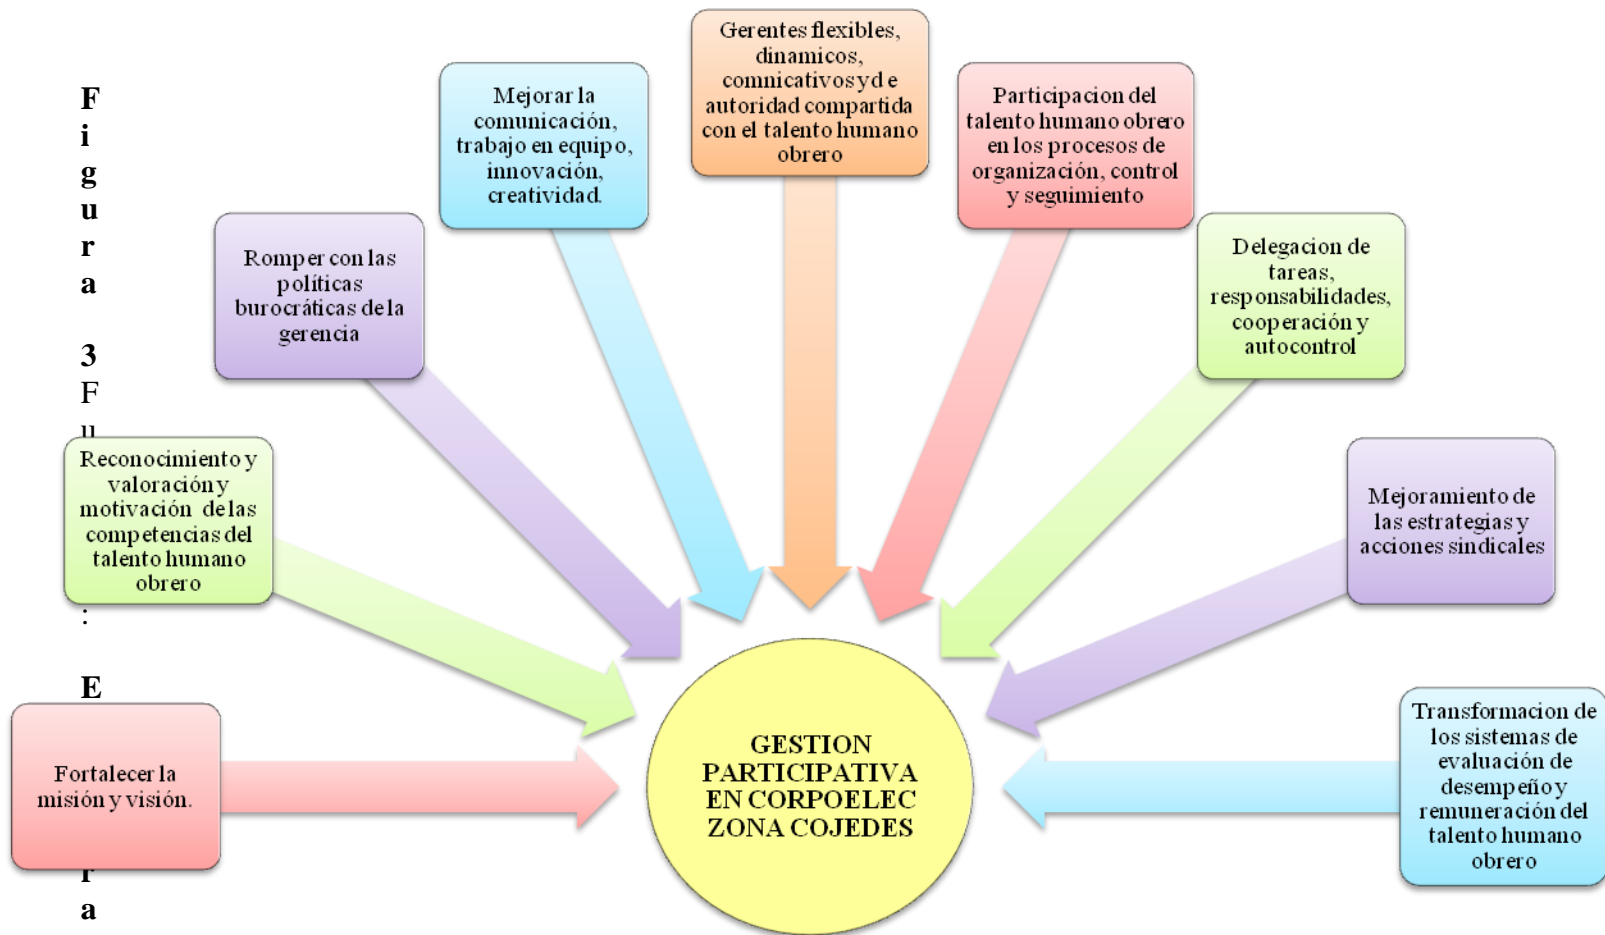 Figura 3
Fu
:
E
ra
Fortalecer la
misión y visión.
Reconocimiento y
valoración y
motivación de las
competencias del
talento humano
obrero
Romper con las
políticas
burocráticas de la
gerencia
Mejorar la
comunicación,
trabajo en equipo,
innovación,
creatividad.
Gerentes flexibles,
dinamicos,
comnicativos yd e
autoridad compartida
con el talento humano
obrero
Participacion del
talento humano obrero
en los procesos de
organización, control
y seguimiento
Delegacion de
tareas,
responsabilidades,
cooperación y
autocontrol
Mejoramiento de
las estrategias y
acciones sindicales
Transformacion de
los sistemas de
evaluación de
desempeño y
remuneración del
talento humano
obrero
GESTION
PARTICIPATIVA
EN CORPOELEC
ZONA COJEDES